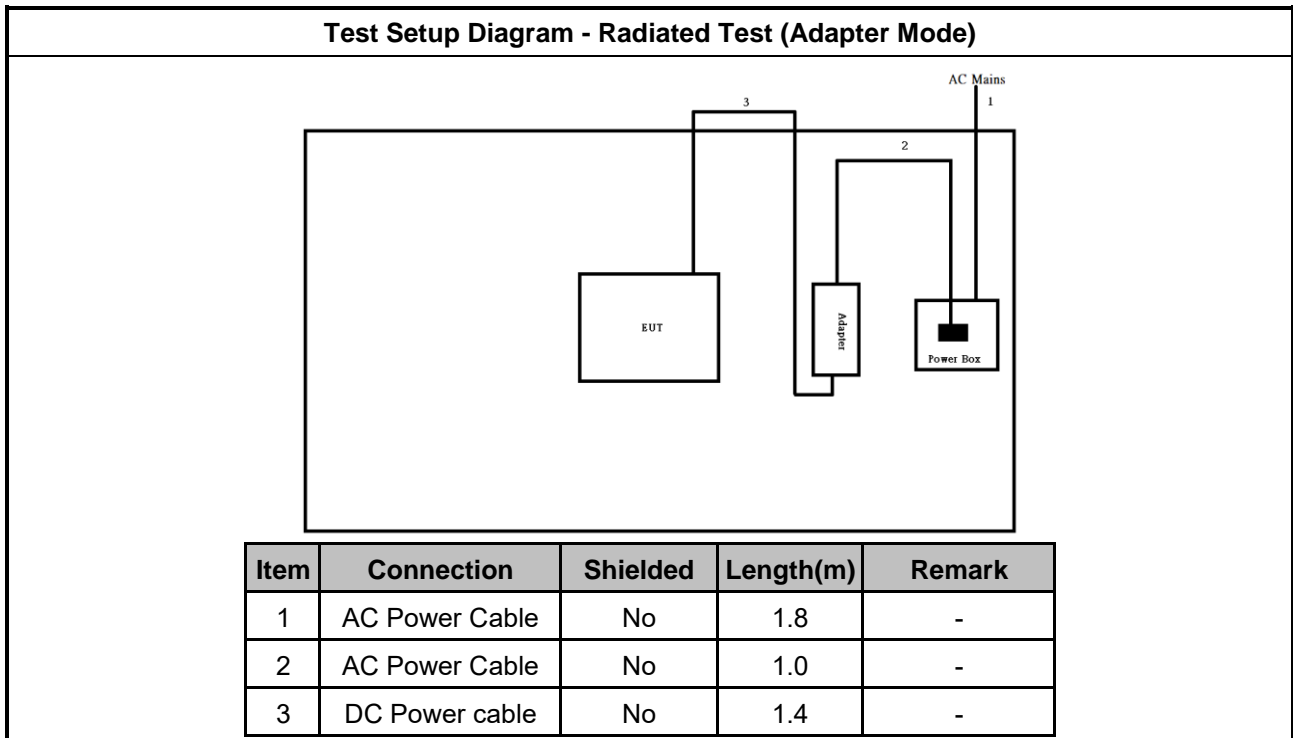 Test Setup Diagram - Radiated Test (Adapter Mode)
AC Mains
1
3
2
EUT
Adapter
Power Box
Item Connection Shielded Length(m) Remark
1 AC Power Cable No 1.8 -
2 AC Power Cable No 1.0 -
3 DC Power cable No 1.4 -